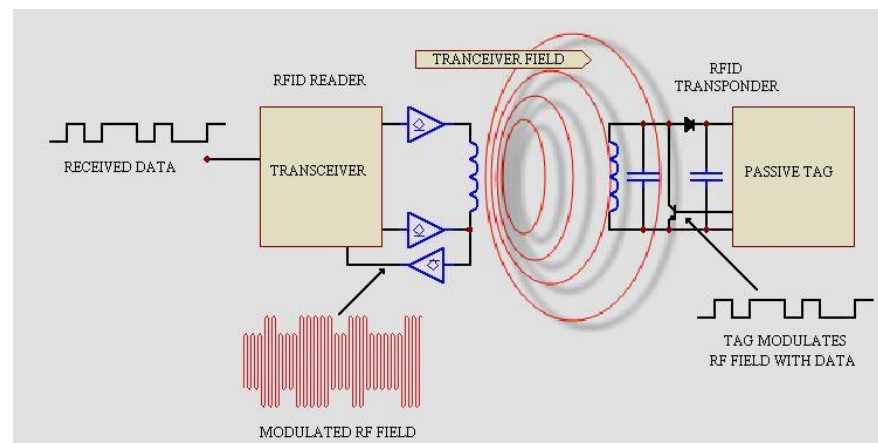 TRANCEIVER FIELD
RFID READER
RFID
TRANSPONDER
RECEIVED DATA
TRANSCEIVER
PASSIVE TAG
TAG MODULATES
RF FIELD WITH DATA
MODULATED RF FIELD